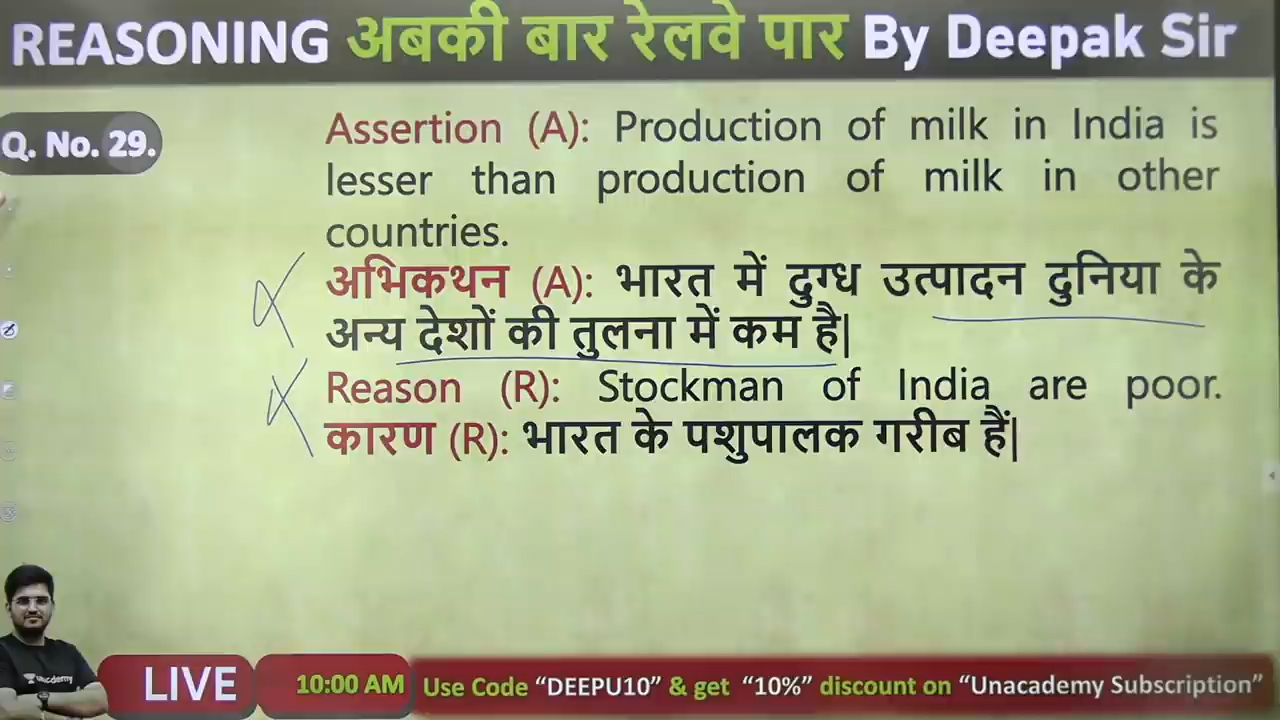 REASONING अबकी बार रेलवे पार By Deepak Sir
Q. No. 29.
Assertion (A): Production of milk in India is
lesser than production of milk in other
countries.
अभिकथन (A): भारत में दुग्ध उत्पादन दुनिया के
अन्य देशों की तुलना में कम है|
Reason (R): Stockman of India are poor.
कारण (R): भारत के पशुपालक गरीब हैं|
unacademy
LIVE
10:00 AM
Use Code “DEEPU10” & get “10%” discount on “Unacademy Subscription”